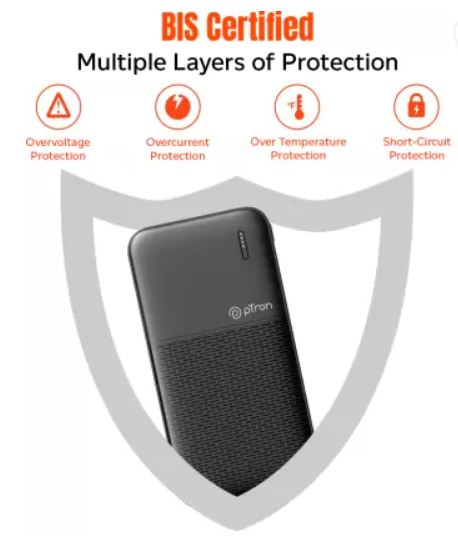 BIS Certified
Multiple Layers of Protection
Overvoltage
Protection
Overcurrent
Protection
Over Temperature
Protection
Short-Circuit
Protection
°F
pTron